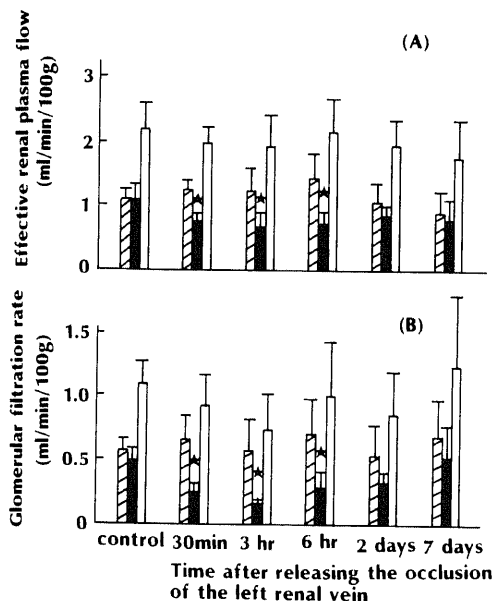 (A)
Effective renal plasma flow
(ml/min/100g)
3
2
1
0
(B)
Glomerular filtration rate
(ml/min/100g)
1.5
1.0
0.5
0
control 30min 3 hr 6 hr 2 days 7 days
Time after releasing the occlusion
of the left renal vein